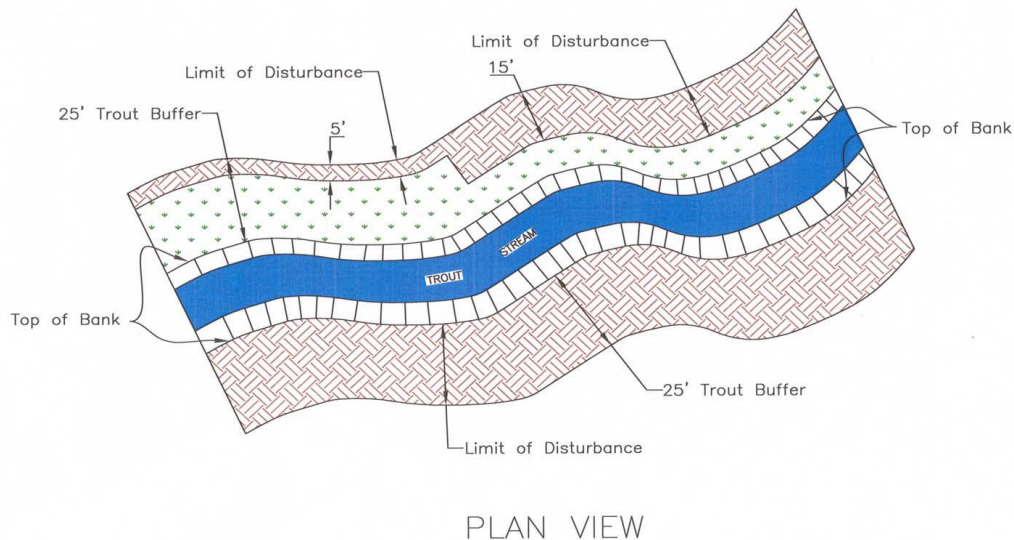 Limit of Disturbance
15'
Limit of Disturbance
25' Trout Buffer
5'
Top of Bank
STREAM
TROUT
Top of Bank
25' Trout Buffer
Limit of Disturbance
PLAN VIEW